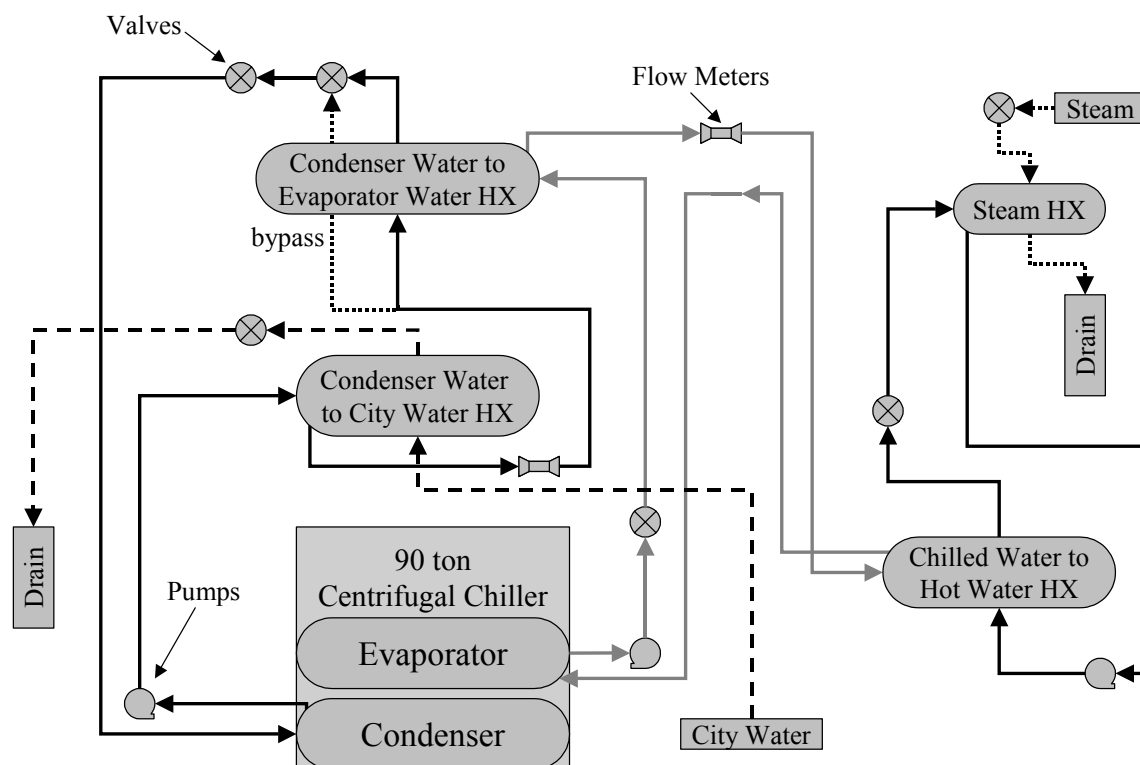 Valves
Flow Meters
Steam
Condenser Water to
Evaporator Water HX
Steam HX
bypass
Drain
Condenser Water
to City Water HX
90 ton
Centrifugal Chiller
Chilled Water to
Hot Water HX
Drain
Pumps
Evaporator
Condenser
City Water